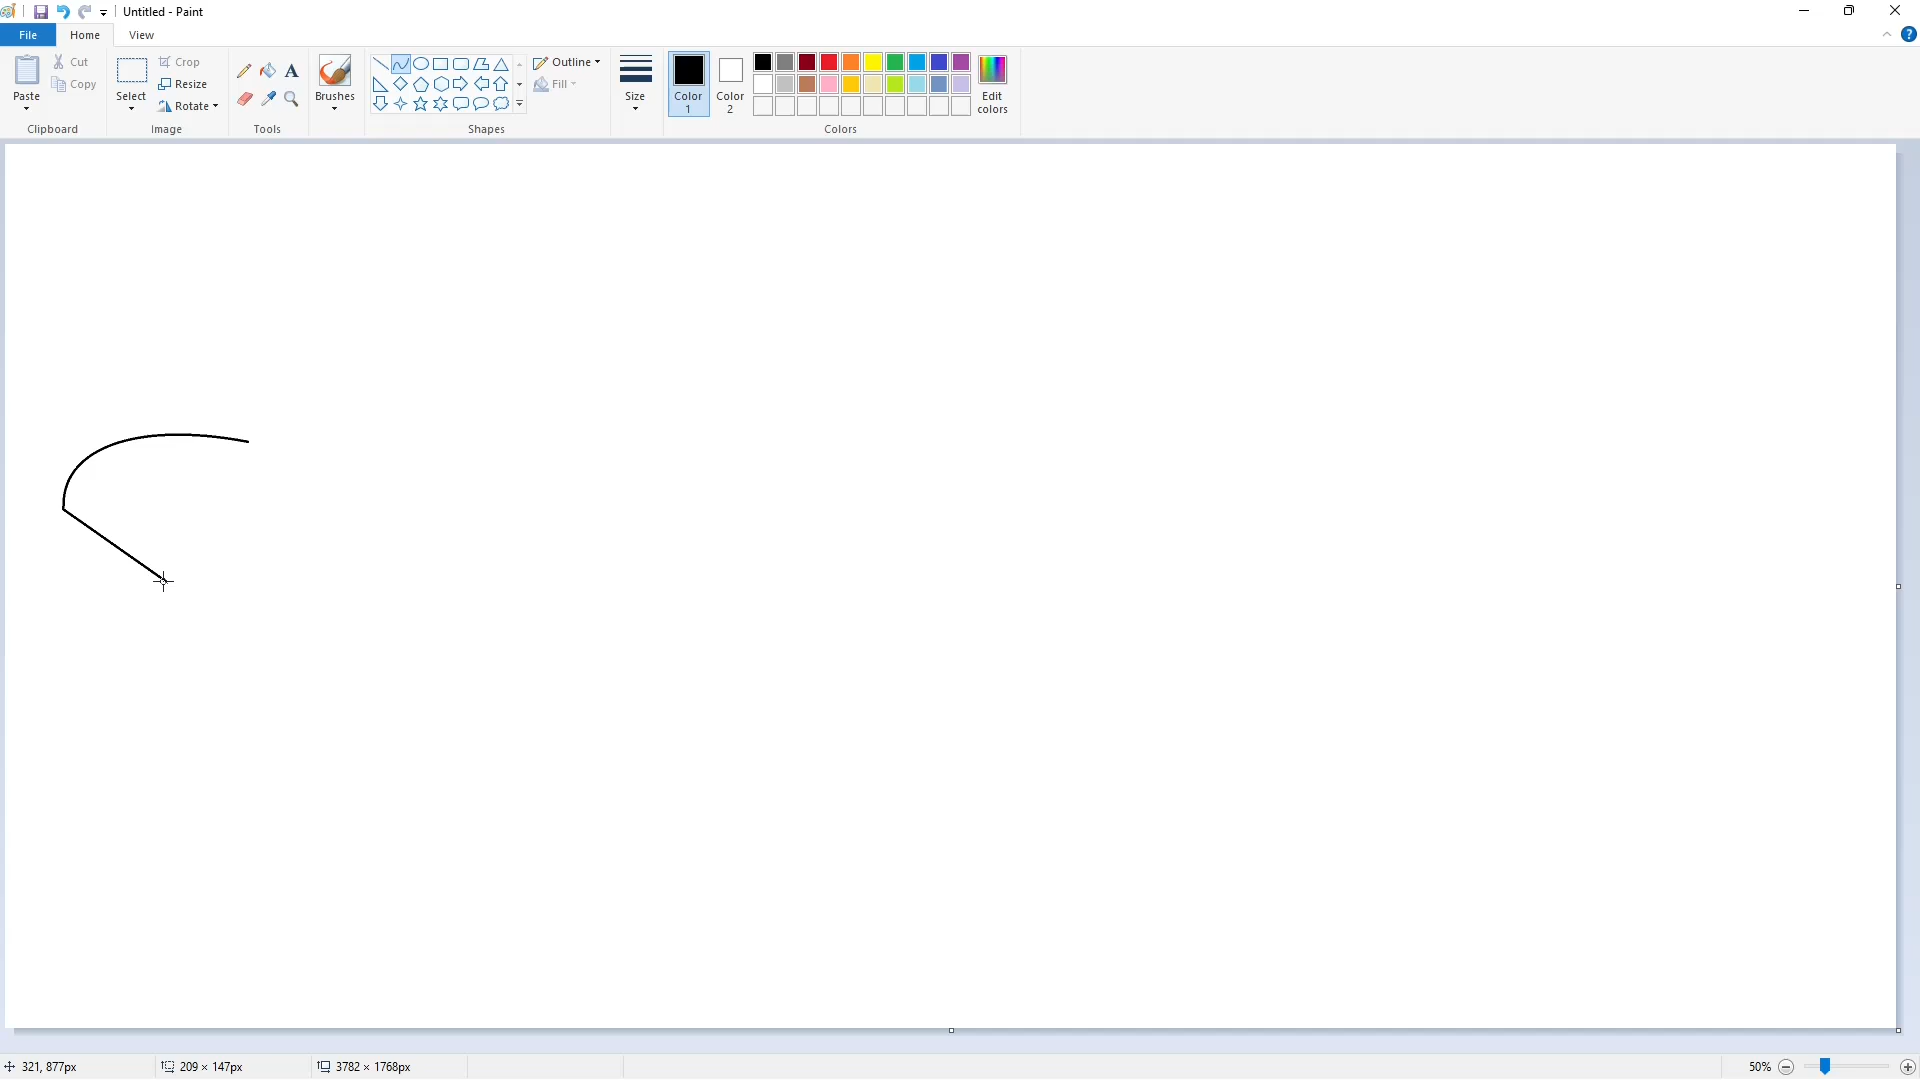 Untitled - Paint
File Home View
Paste
Cut
Copy
Clipboard
Select
Crop
Resize
Rotate
Image
A
Tools
Brushes
Outline
Fill
Shapes
Size
Color 1
Color 2
Edit colors
Colors
321, 877px
209 × 147px
3782 × 1768px
50%